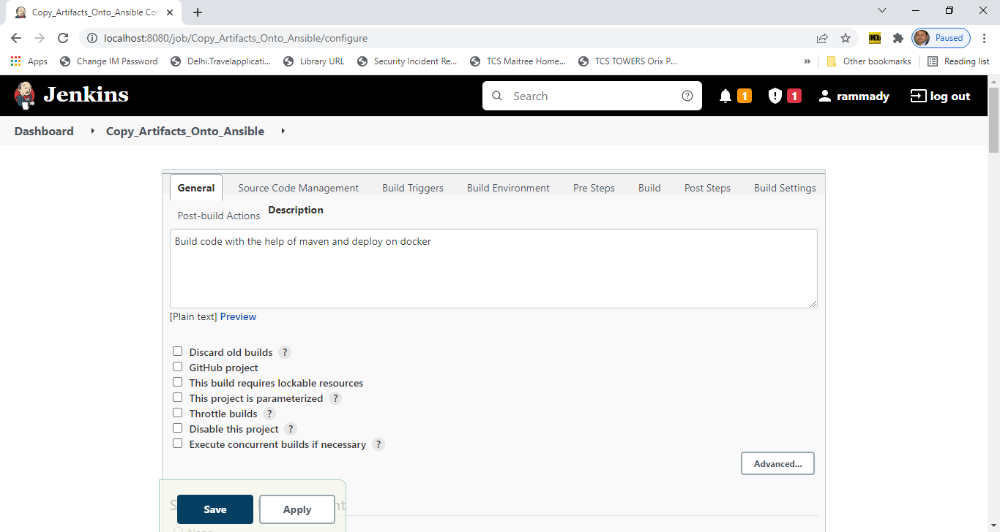 Copy_Artifacts_Onto_Ansible Con
localhost:8080/job/Copy_Artifacts_Onto_Ansible/configure
IMDb
Paused
Apps
Change IM Password
Delhi.Travelapplicati...
Library URL
Security Incident Re...
TCS Maitree Home...
TCS TOWERS Orix P...
»
Other bookmarks
Reading list
Jenkins
Search
?
1
1
rammady
log out
Dashboard
Copy_Artifacts_Onto_Ansible
General
Source Code Management
Build Triggers
Build Environment
Pre Steps
Build
Post Steps
Build Settings
Post-build Actions
Description
Build code with the help of maven and deploy on docker
[Plain text] Preview
Discard old builds ?
GitHub project
This build requires lockable resources
This project is parameterized ?
Throttle builds ?
Disable this project ?
Execute concurrent builds if necessary ?
Advanced...
Save
Apply
None